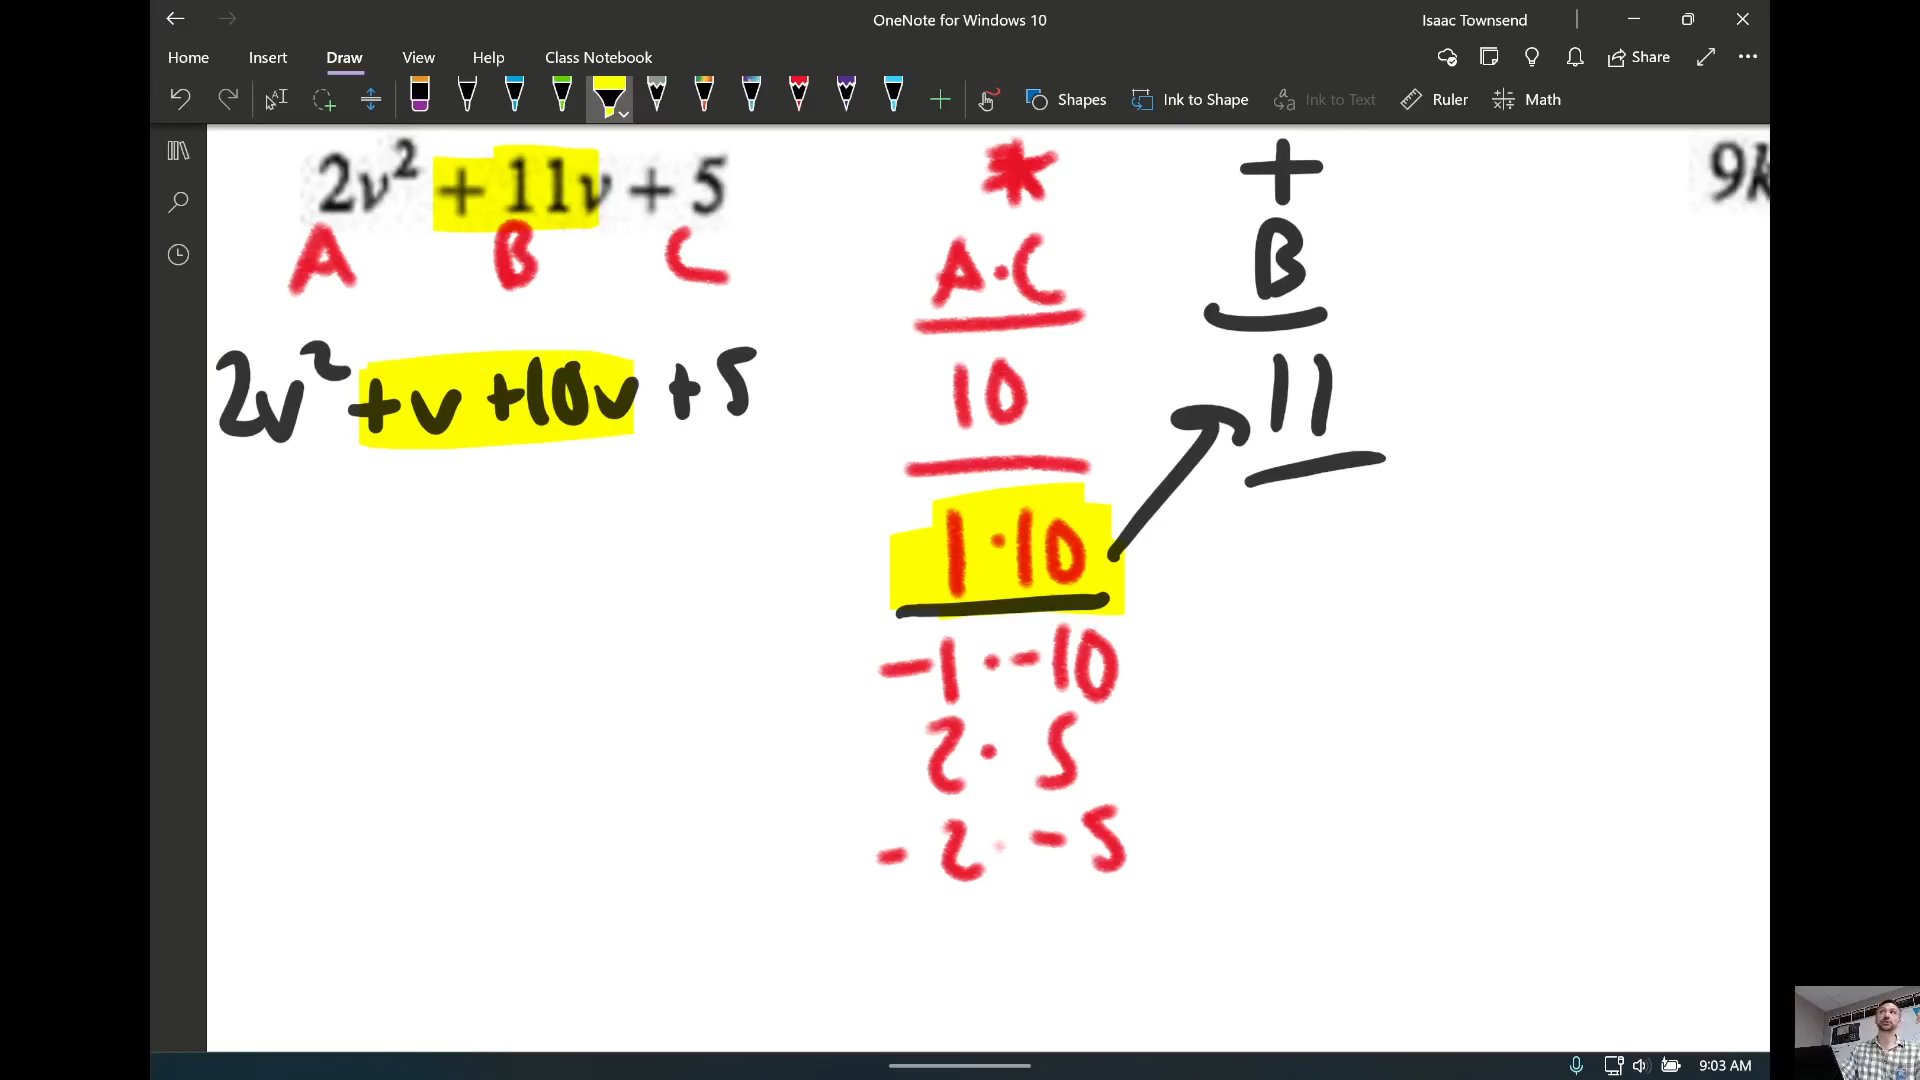 OneNote for Windows 10
Isaac Townsend
Home Insert Draw View Help Class Notebook
Share
Shapes Ink to Shape Ink to Text Ruler Math
2v² + 11v + 5
A B C
2v² + v + 10v + 5
*
A·C
10
1·10
-1·-10
2·5
-2·-5
+
B
11
9k
9:03 AM